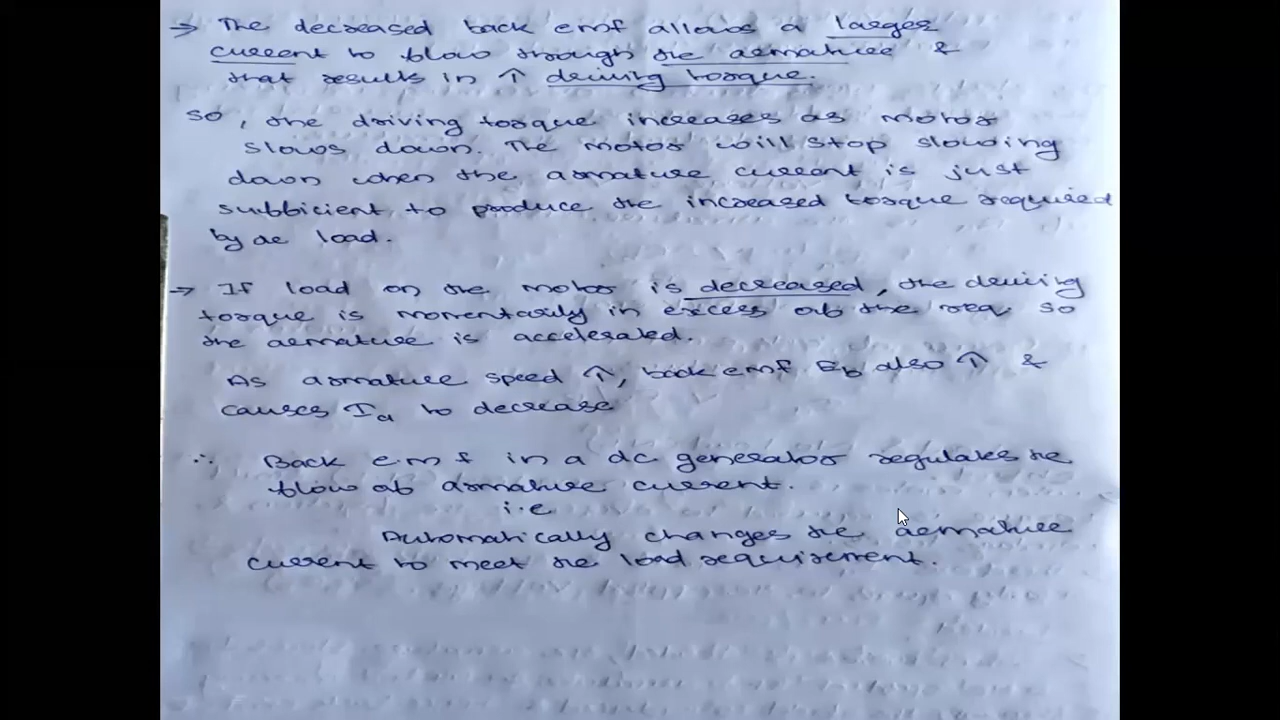 → The decreased back emf allows a larger
current to flow through the armature &
that results in ↑ driving torque.
so, the driving torque increases as motor
slows down. The motor will stop slowing
down when the armature current is just
sufficient to produce the increased torque required
by the load.
→ If load on the motor is decreased, the driving
torque is momentarily in excess of the req so
the armature is accelerated.
As armature speed ↑, back emf Eb also ↑ &
causes Ia to decrease
∴ Back emf in a dc generator regulates the
flow of armature current.
i.e
Automatically changes the armature
current to meet the load requirement.